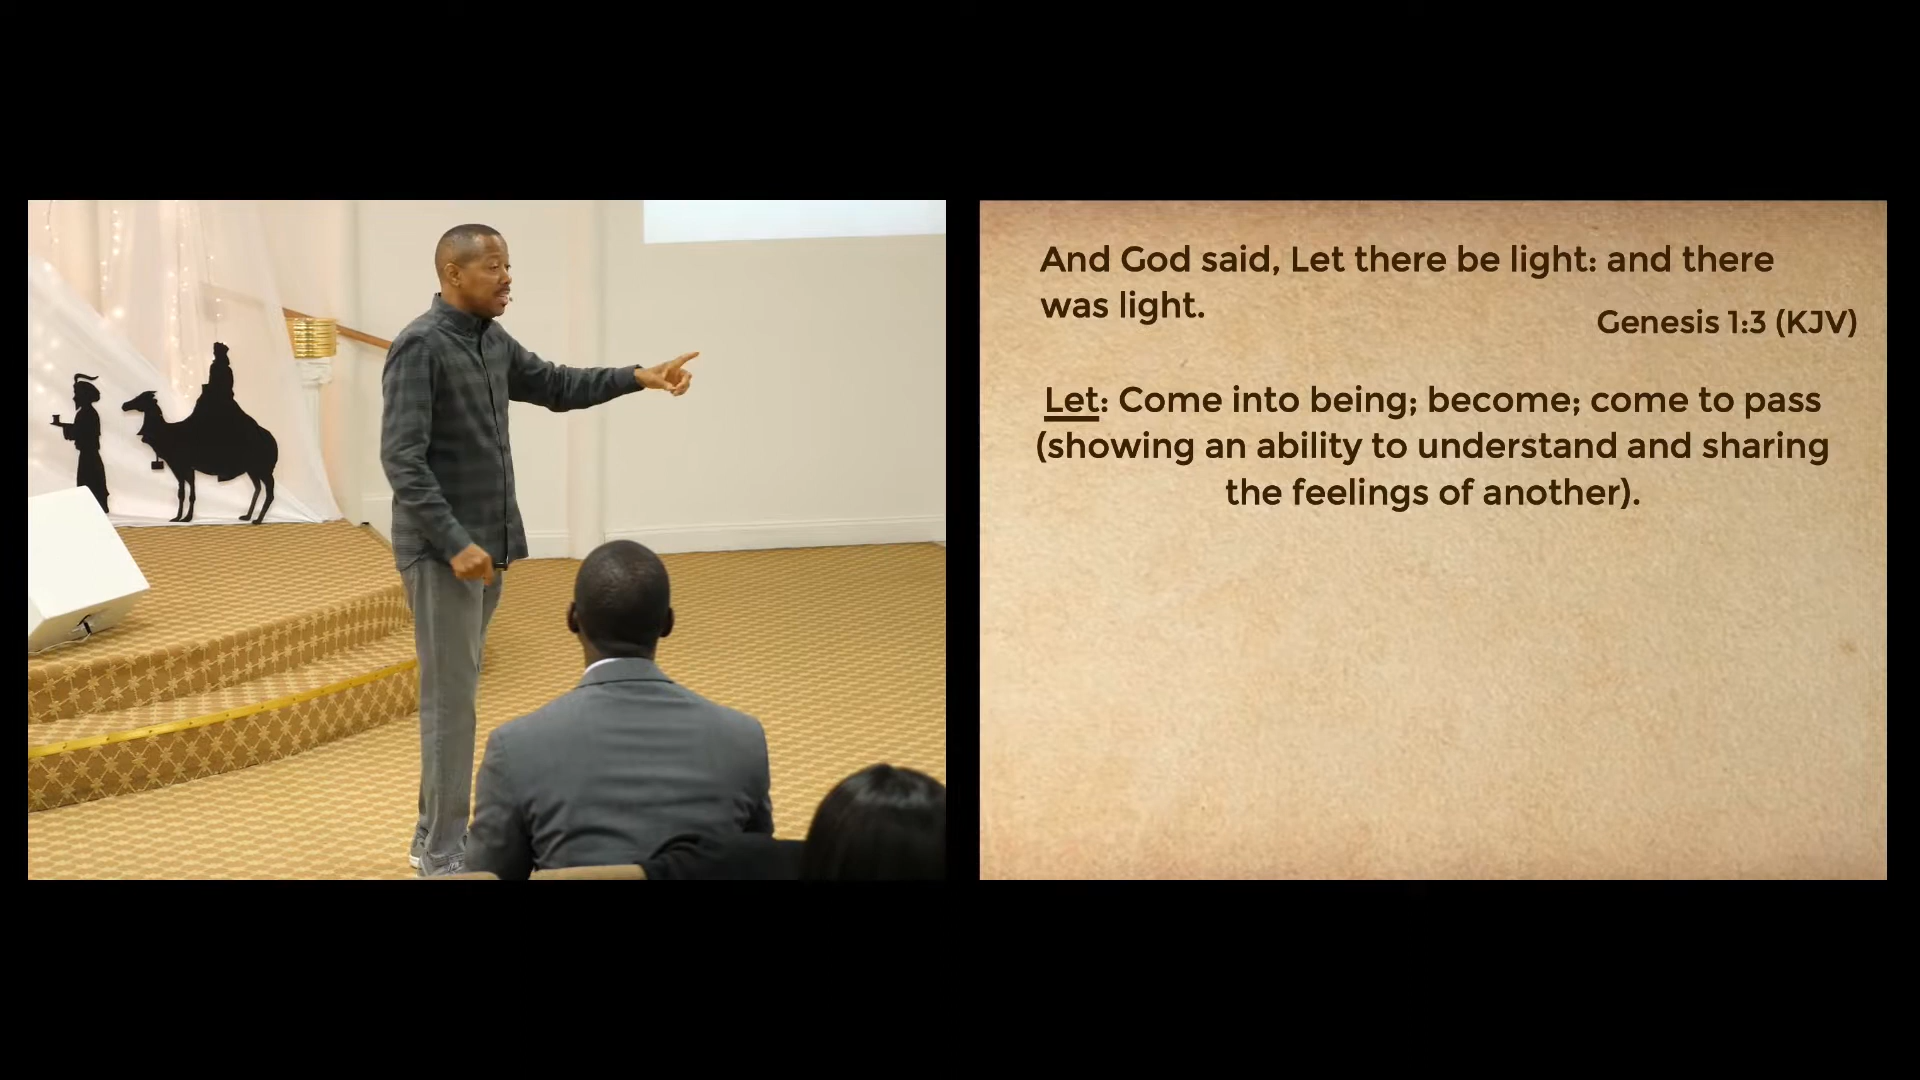 And God said, Let there be light: and there
was light.
Genesis 1:3 (KJV)
Let: Come into being; become; come to pass
(showing an ability to understand and sharing
the feelings of another).